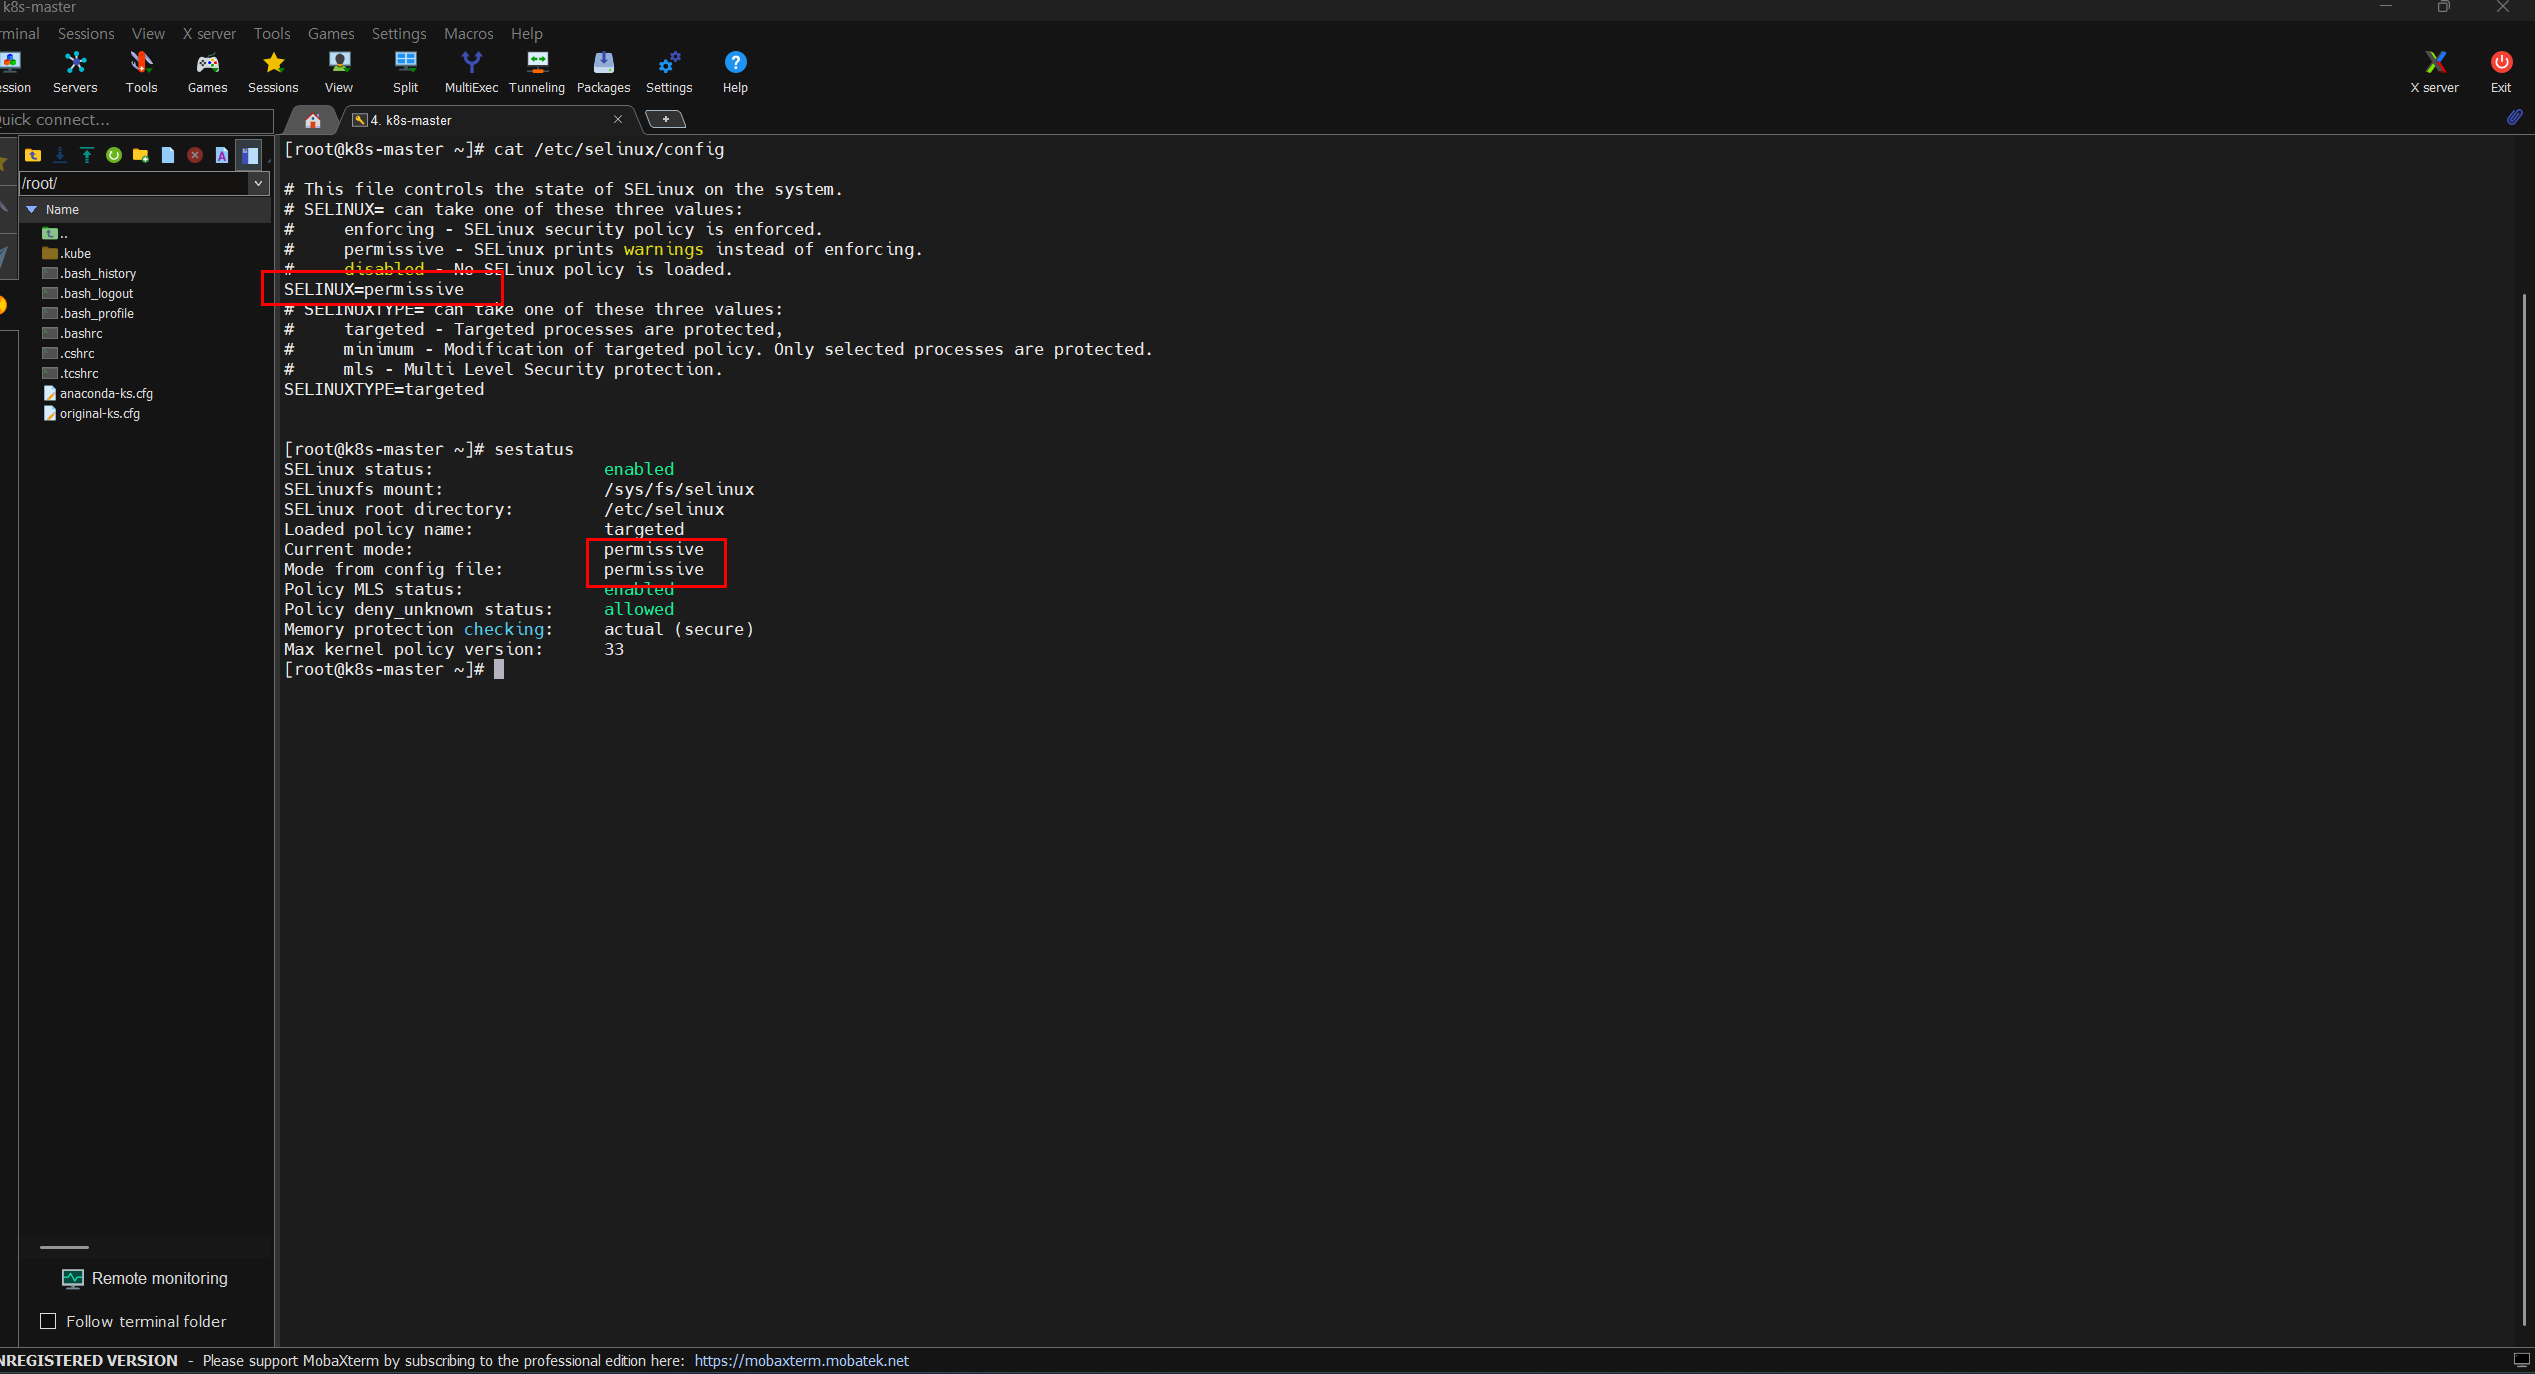 k8s-master
rminal Sessions View X server Tools Games Settings Macros Help
ession Servers Tools Games Sessions View Split MultiExec Tunneling Packages Settings Help X server Exit
uick connect...
4. k8s-master
/root/
Name
..
.kube
.bash_history
.bash_logout
.bash_profile
.bashrc
.cshrc
.tcshrc
anaconda-ks.cfg
original-ks.cfg
[root@k8s-master ~]# cat /etc/selinux/config
# This file controls the state of SELinux on the system.
# SELINUX= can take one of these three values:
#     enforcing - SELinux security policy is enforced.
#     permissive - SELinux prints warnings instead of enforcing.
#     disabled - No SELinux policy is loaded.
SELINUX=permissive
# SELINUXTYPE= can take one of these three values:
#     targeted - Targeted processes are protected,
#     minimum - Modification of targeted policy. Only selected processes are protected.
#     mls - Multi Level Security protection.
SELINUXTYPE=targeted
[root@k8s-master ~]# sestatus
SELinux status:                 enabled
SELinuxfs mount:                /sys/fs/selinux
SELinux root directory:         /etc/selinux
Loaded policy name:             targeted
Current mode:                   permissive
Mode from config file:          permissive
Policy MLS status:              enabled
Policy deny_unknown status:     allowed
Memory protection checking:     actual (secure)
Max kernel policy version:      33
[root@k8s-master ~]#
Remote monitoring
Follow terminal folder
NREGISTERED VERSION - Please support MobaXterm by subscribing to the professional edition here: https://mobaxterm.mobatek.net